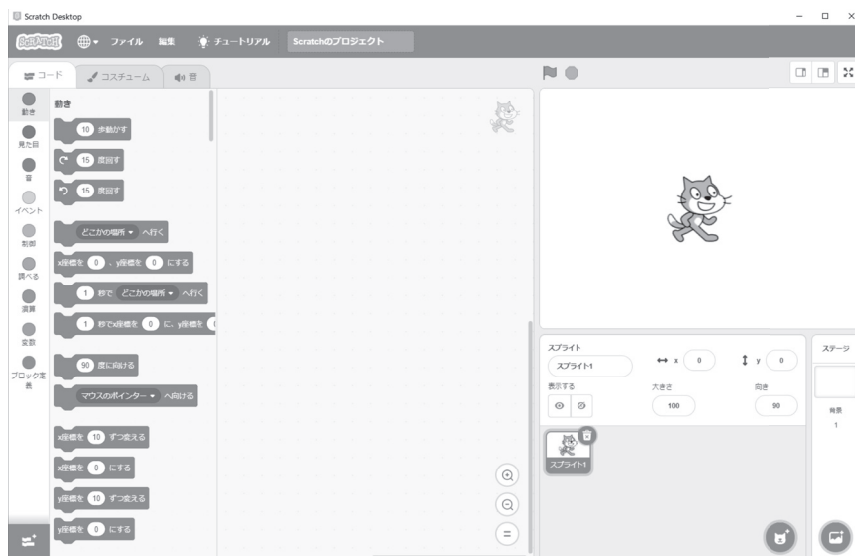 Scratch Desktop
SCRATCH ファイル 編集 チュートリアル Scratchのプロジェクト
コード コスチューム 音
動き
見た目
音
イベント
制御
調べる
演算
変数
ブロック定義
動き
10 歩動かす
15 度回す
15 度回す
どこかの場所 へ行く
x座標を 0 、y座標を 0 にする
1 秒で どこかの場所 へ行く
1 秒でx座標を 0 に、y座標を
90 度に向ける
マウスのポインター へ向ける
x座標を 10 ずつ変える
x座標を 0 にする
y座標を 10 ずつ変える
y座標を 0 にする
スプライト
スプライト1 x 0 y 0
表示する 大きさ 向き
100 90
スプライト1
ステージ
背景
1